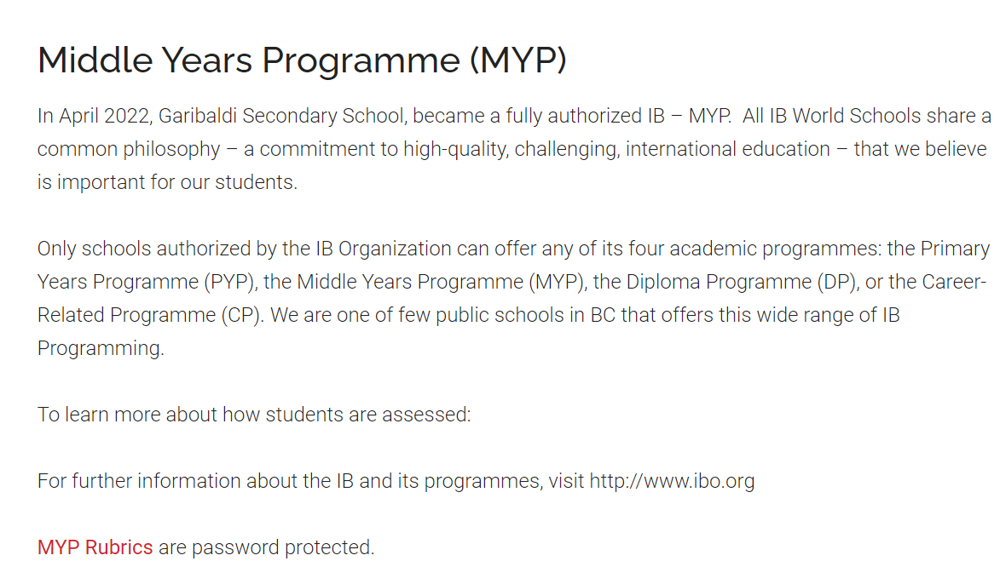 Middle Years Programme (MYP)
In April 2022, Garibaldi Secondary School, became a fully authorized IB – MYP.  All IB World Schools share a
common philosophy – a commitment to high-quality, challenging, international education – that we believe
is important for our students.
Only schools authorized by the IB Organization can offer any of its four academic programmes: the Primary
Years Programme (PYP), the Middle Years Programme (MYP), the Diploma Programme (DP), or the Career-
Related Programme (CP). We are one of few public schools in BC that offers this wide range of IB
Programming.
To learn more about how students are assessed:
For further information about the IB and its programmes, visit http://www.ibo.org
MYP Rubrics are password protected.